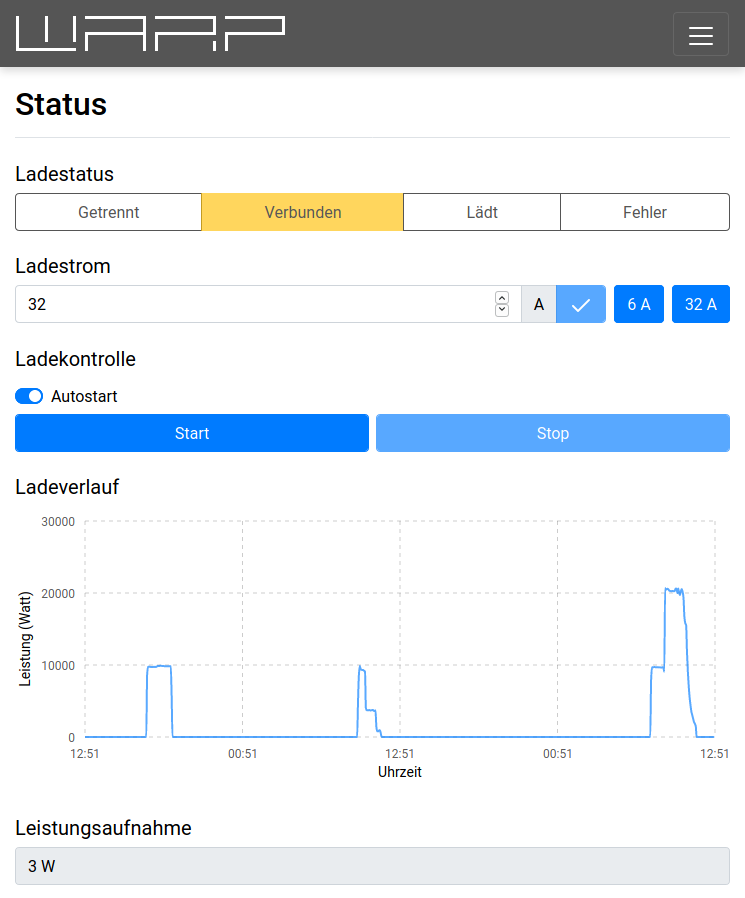 WARP
Status
Ladestatus
Getrennt Verbunden Lädt Fehler
Ladestrom
32 A 6 A 32 A
Ladekontrolle
Autostart
Start Stop
Ladeverlauf
30000
20000
10000
0
Leistung (Watt)
12:51 00:51 12:51 00:51 12:51
Uhrzeit
Leistungsaufnahme
3 W